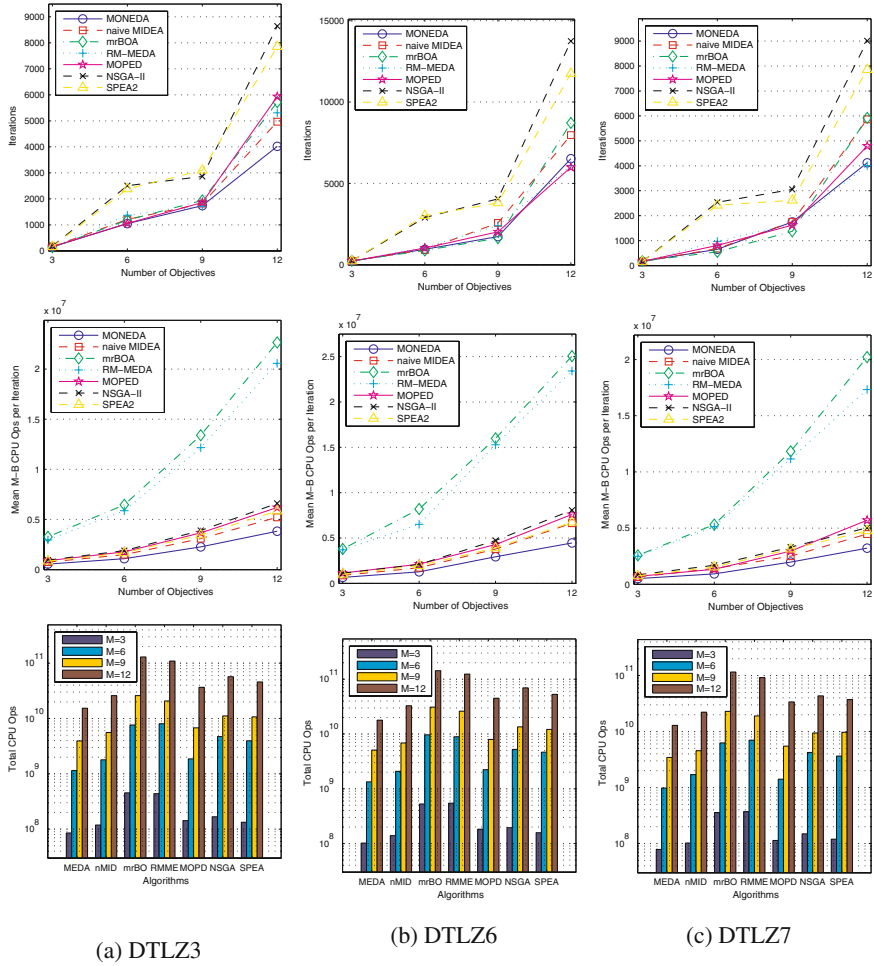 9000
8000
7000
6000
5000
4000
3000
2000
1000
0
Iterations
MONEDA
naive MIDEA
mrBOA
RM−MEDA
MOPED
NSGA−II
SPEA2
3 6 9 12
Number of Objectives
15000
10000
5000
0
Iterations
MONEDA
naive MIDEA
mrBOA
RM−MEDA
MOPED
NSGA−II
SPEA2
3 6 9 12
Number of Objectives
9000
8000
7000
6000
5000
4000
3000
2000
1000
0
Iterations
MONEDA
naive MIDEA
mrBOA
RM−MEDA
MOPED
NSGA−II
SPEA2
3 6 9 12
Number of Objectives
x 10^7
2
1.5
1
0.5
0
Mean M−B CPU Ops per Iteration
MONEDA
naive MIDEA
mrBOA
RM−MEDA
MOPED
NSGA−II
SPEA2
3 6 9 12
Number of Objectives
x 10^7
2.5
2
1.5
1
0.5
0
Mean M−B CPU Ops per Iteration
MONEDA
naive MIDEA
mrBOA
RM−MEDA
MOPED
NSGA−II
SPEA2
3 6 9 12
Number of Objectives
x 10^7
2
1.5
1
0.5
0
Mean M−B CPU Ops per Iteration
MONEDA
naive MIDEA
mrBOA
RM−MEDA
MOPED
NSGA−II
SPEA2
3 6 9 12
Number of Objectives
10^11
10^10
10^9
10^8
Total CPU Ops
M=3
M=6
M=9
M=12
MEDA nMID mrBO RMME MOPD NSGA SPEA
Algorithms
10^11
10^10
10^9
10^8
Total CPU Ops
M=3
M=6
M=9
M=12
MEDA nMID mrBO RMME MOPD NSGA SPEA
Algorithms
10^11
10^10
10^9
10^8
Total CPU Ops
M=3
M=6
M=9
M=12
MEDA nMID mrBO RMME MOPD NSGA SPEA
Algorithms
(a) DTLZ3
(b) DTLZ6
(c) DTLZ7